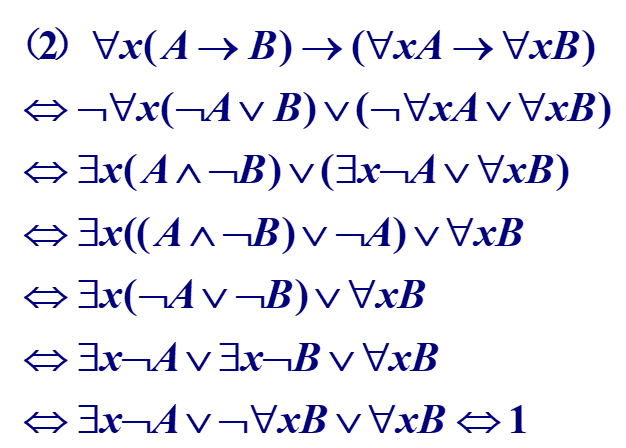 (2) ∀x(A → B) → (∀xA → ∀xB)
⇔ ¬∀x(¬A ∨ B) ∨ (¬∀xA ∨ ∀xB)
⇔ ∃x(A ∧ ¬B) ∨ (∃x¬A ∨ ∀xB)
⇔ ∃x((A ∧ ¬B) ∨ ¬A) ∨ ∀xB
⇔ ∃x(¬A ∨ ¬B) ∨ ∀xB
⇔ ∃x¬A ∨ ∃x¬B ∨ ∀xB
⇔ ∃x¬A ∨ ¬∀xB ∨ ∀xB ⇔ 1